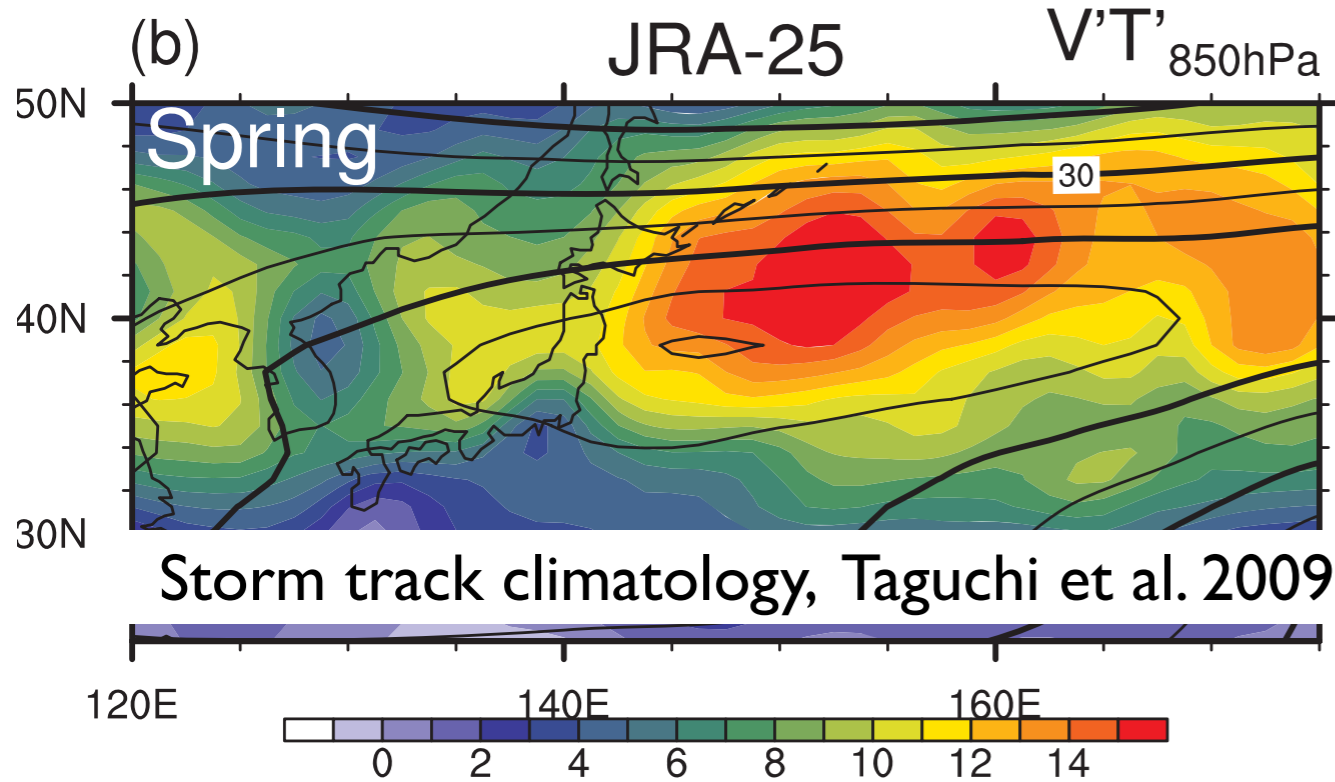 (b) JRA-25 V'T' 850hPa
50N
Spring
30
40N
30N
Storm track climatology, Taguchi et al. 2009
120E 140E 160E
0 2 4 6 8 10 12 14